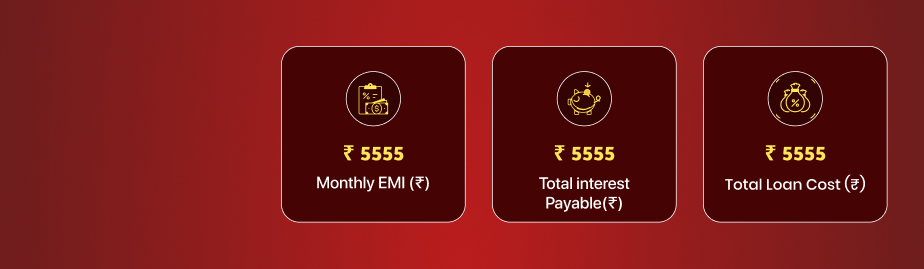 ₹ 5555
Monthly EMI (₹)
₹ 5555
Total interest
Payable(₹)
₹ 5555
Total Loan Cost (₹)